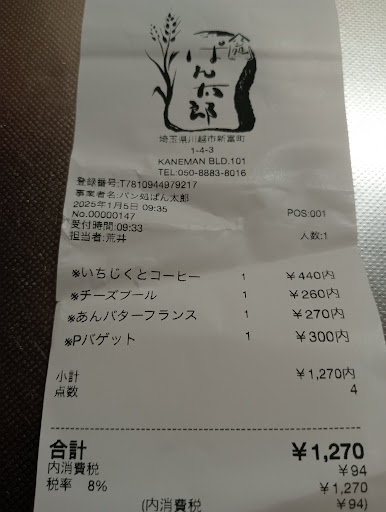 ぱん太郎
埼玉県川越市新富町
1-4-3
KANEMAN BLD.101
TEL:050-8883-8016
登録番号:T7810944979217
事業者名:パン処ぱん太郎
2025年1月5日 09:35
No.00000147 POS:001
受付時間:09:33
担当者:荒井 人数:1
※いちじくとコーヒー 1 ¥440内
※チーズブール 1 ¥260内
※あんバターフランス 1 ¥270内
※Pバゲット 1 ¥300内
小計 ¥1,270内
点数 4
合計 ¥1,270
内消費税 ¥94
税率 8% ¥1,270
(内消費税 ¥94)